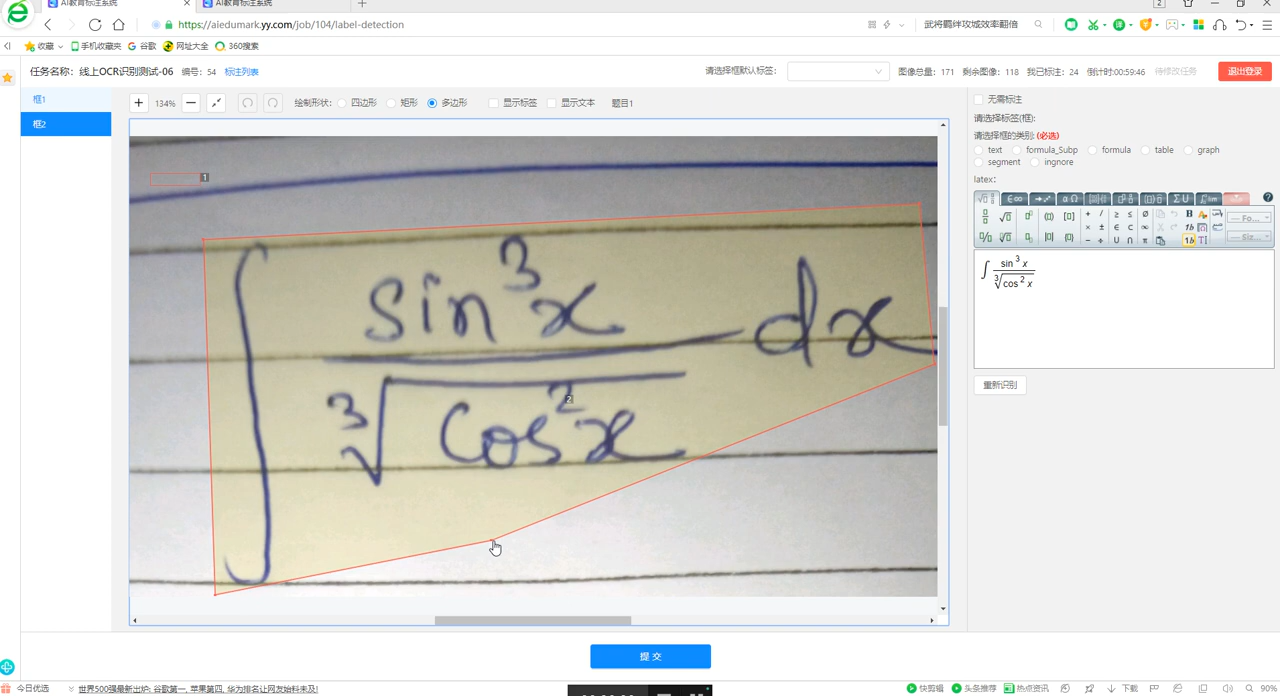 AI教育标注系统 AI教育标注系统
https://aiedumark.yy.com/job/104/label-detection 武将羁绊攻城效率翻倍
收藏 手机收藏夹 谷歌 网址大全 360搜索
任务名称: 线上OCR识别测试-06 编号: 54 标注列表 请选择框默认标签: 图像总量: 171 剩余图像: 118 我已标注: 24 倒计时:00:59:46 待修改任务 退出登录
框1
框2
134% 绘制形状: 四边形 矩形 多边形 显示标签 显示文本 题目1
1
∫ sin³x / ∛cos²x dx
2
无需标注
请选择标签(框):
请选择框的类别: (必选)
text formula_Subp formula table graph
segment ingnore
latex:
∫ sin³ x / ∛cos² x
重新识别
提 交
今日优选 世界500强最新出炉: 谷歌第一, 苹果第四, 华为排名让网友始料未及! 快剪辑 头条推荐 热点资讯 下载 90%